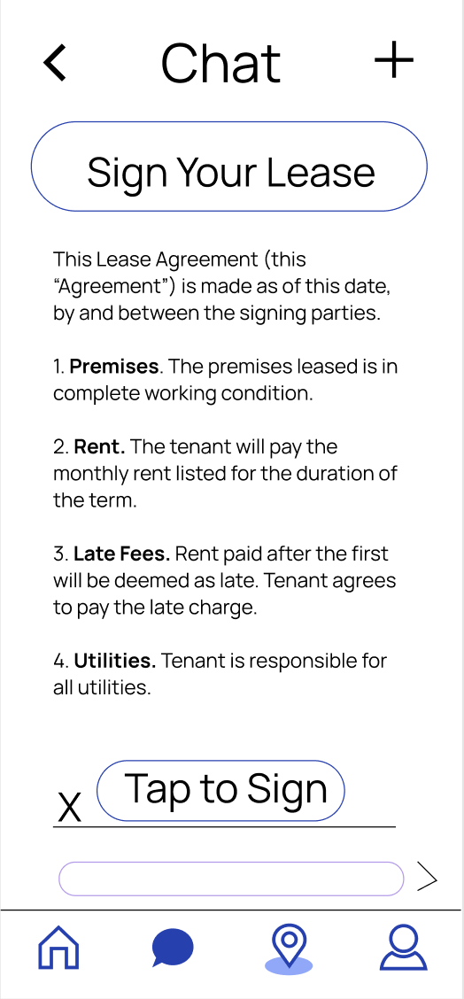 Chat
Sign Your Lease
This Lease Agreement (this
“Agreement”) is made as of this date,
by and between the signing parties.
1. Premises. The premises leased is in
complete working condition.
2. Rent. The tenant will pay the
monthly rent listed for the duration of
the term.
3. Late Fees. Rent paid after the first
will be deemed as late. Tenant agrees
to pay the late charge.
4. Utilities. Tenant is responsible for
all utilities.
X Tap to Sign